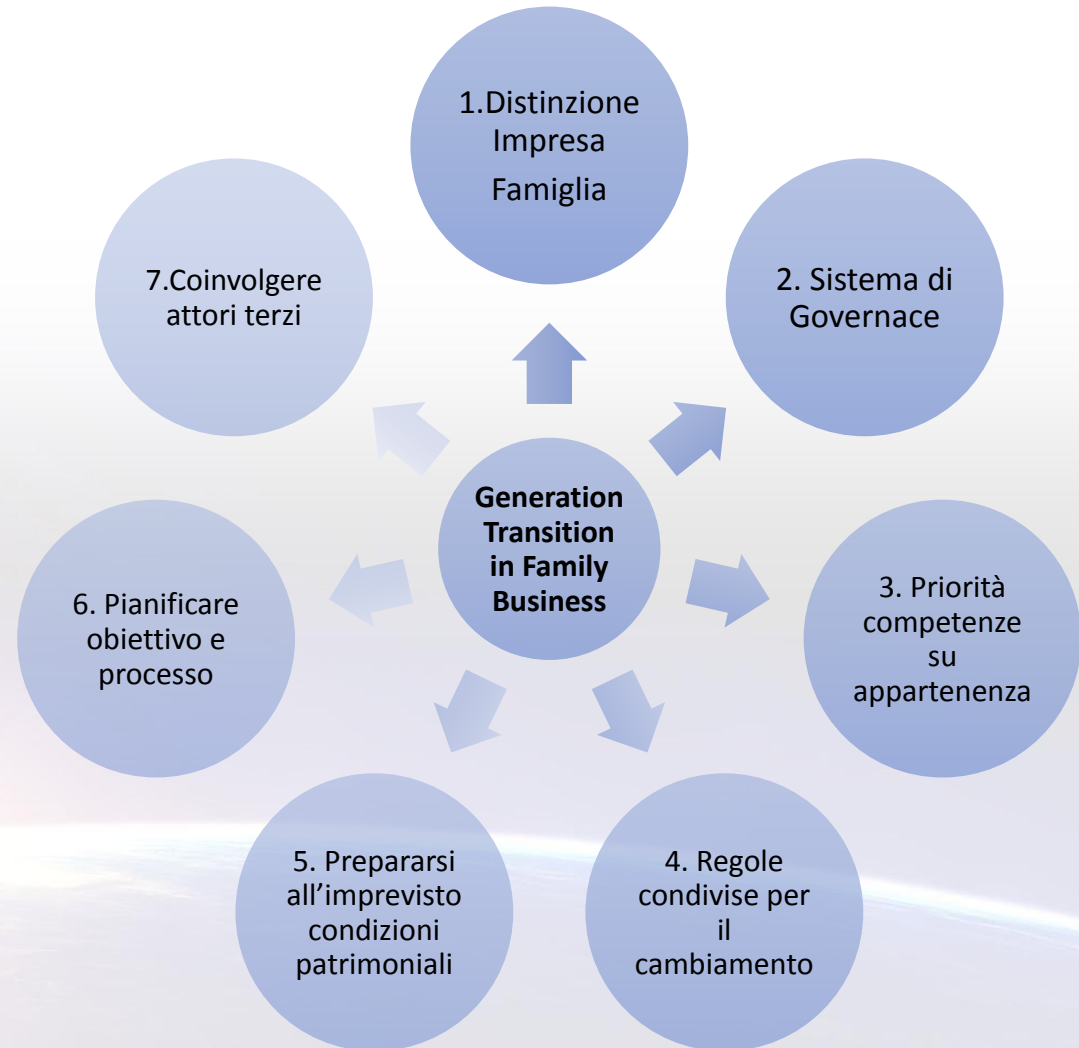 1.Distinzione
Impresa
Famiglia
2. Sistema di
Governace
3. Priorità
competenze
su
appartenenza
4. Regole
condivise per
il
cambiamento
5. Prepararsi
all’imprevisto
condizioni
patrimoniali
6. Pianificare
obiettivo e
processo
7.Coinvolgere
attori terzi
Generation
Transition
in Family
Business